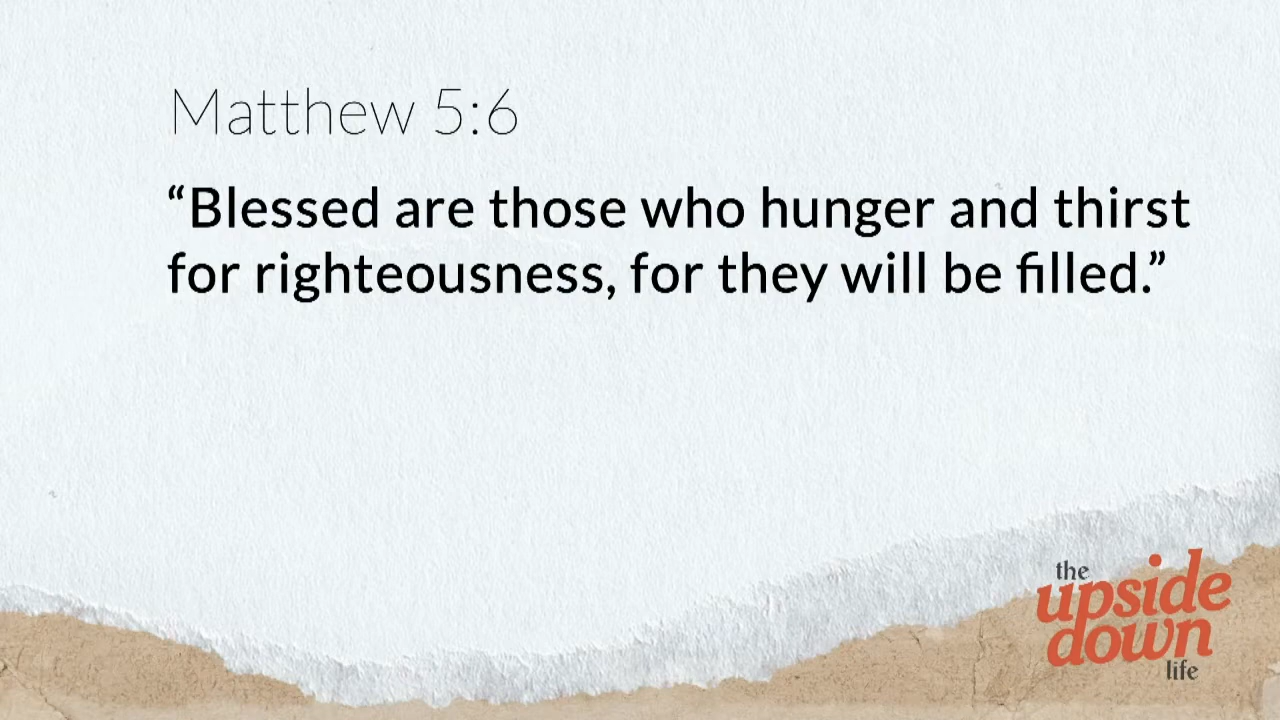 Matthew 5:6
“Blessed are those who hunger and thirst
for righteousness, for they will be filled.”
the
upside
down
life